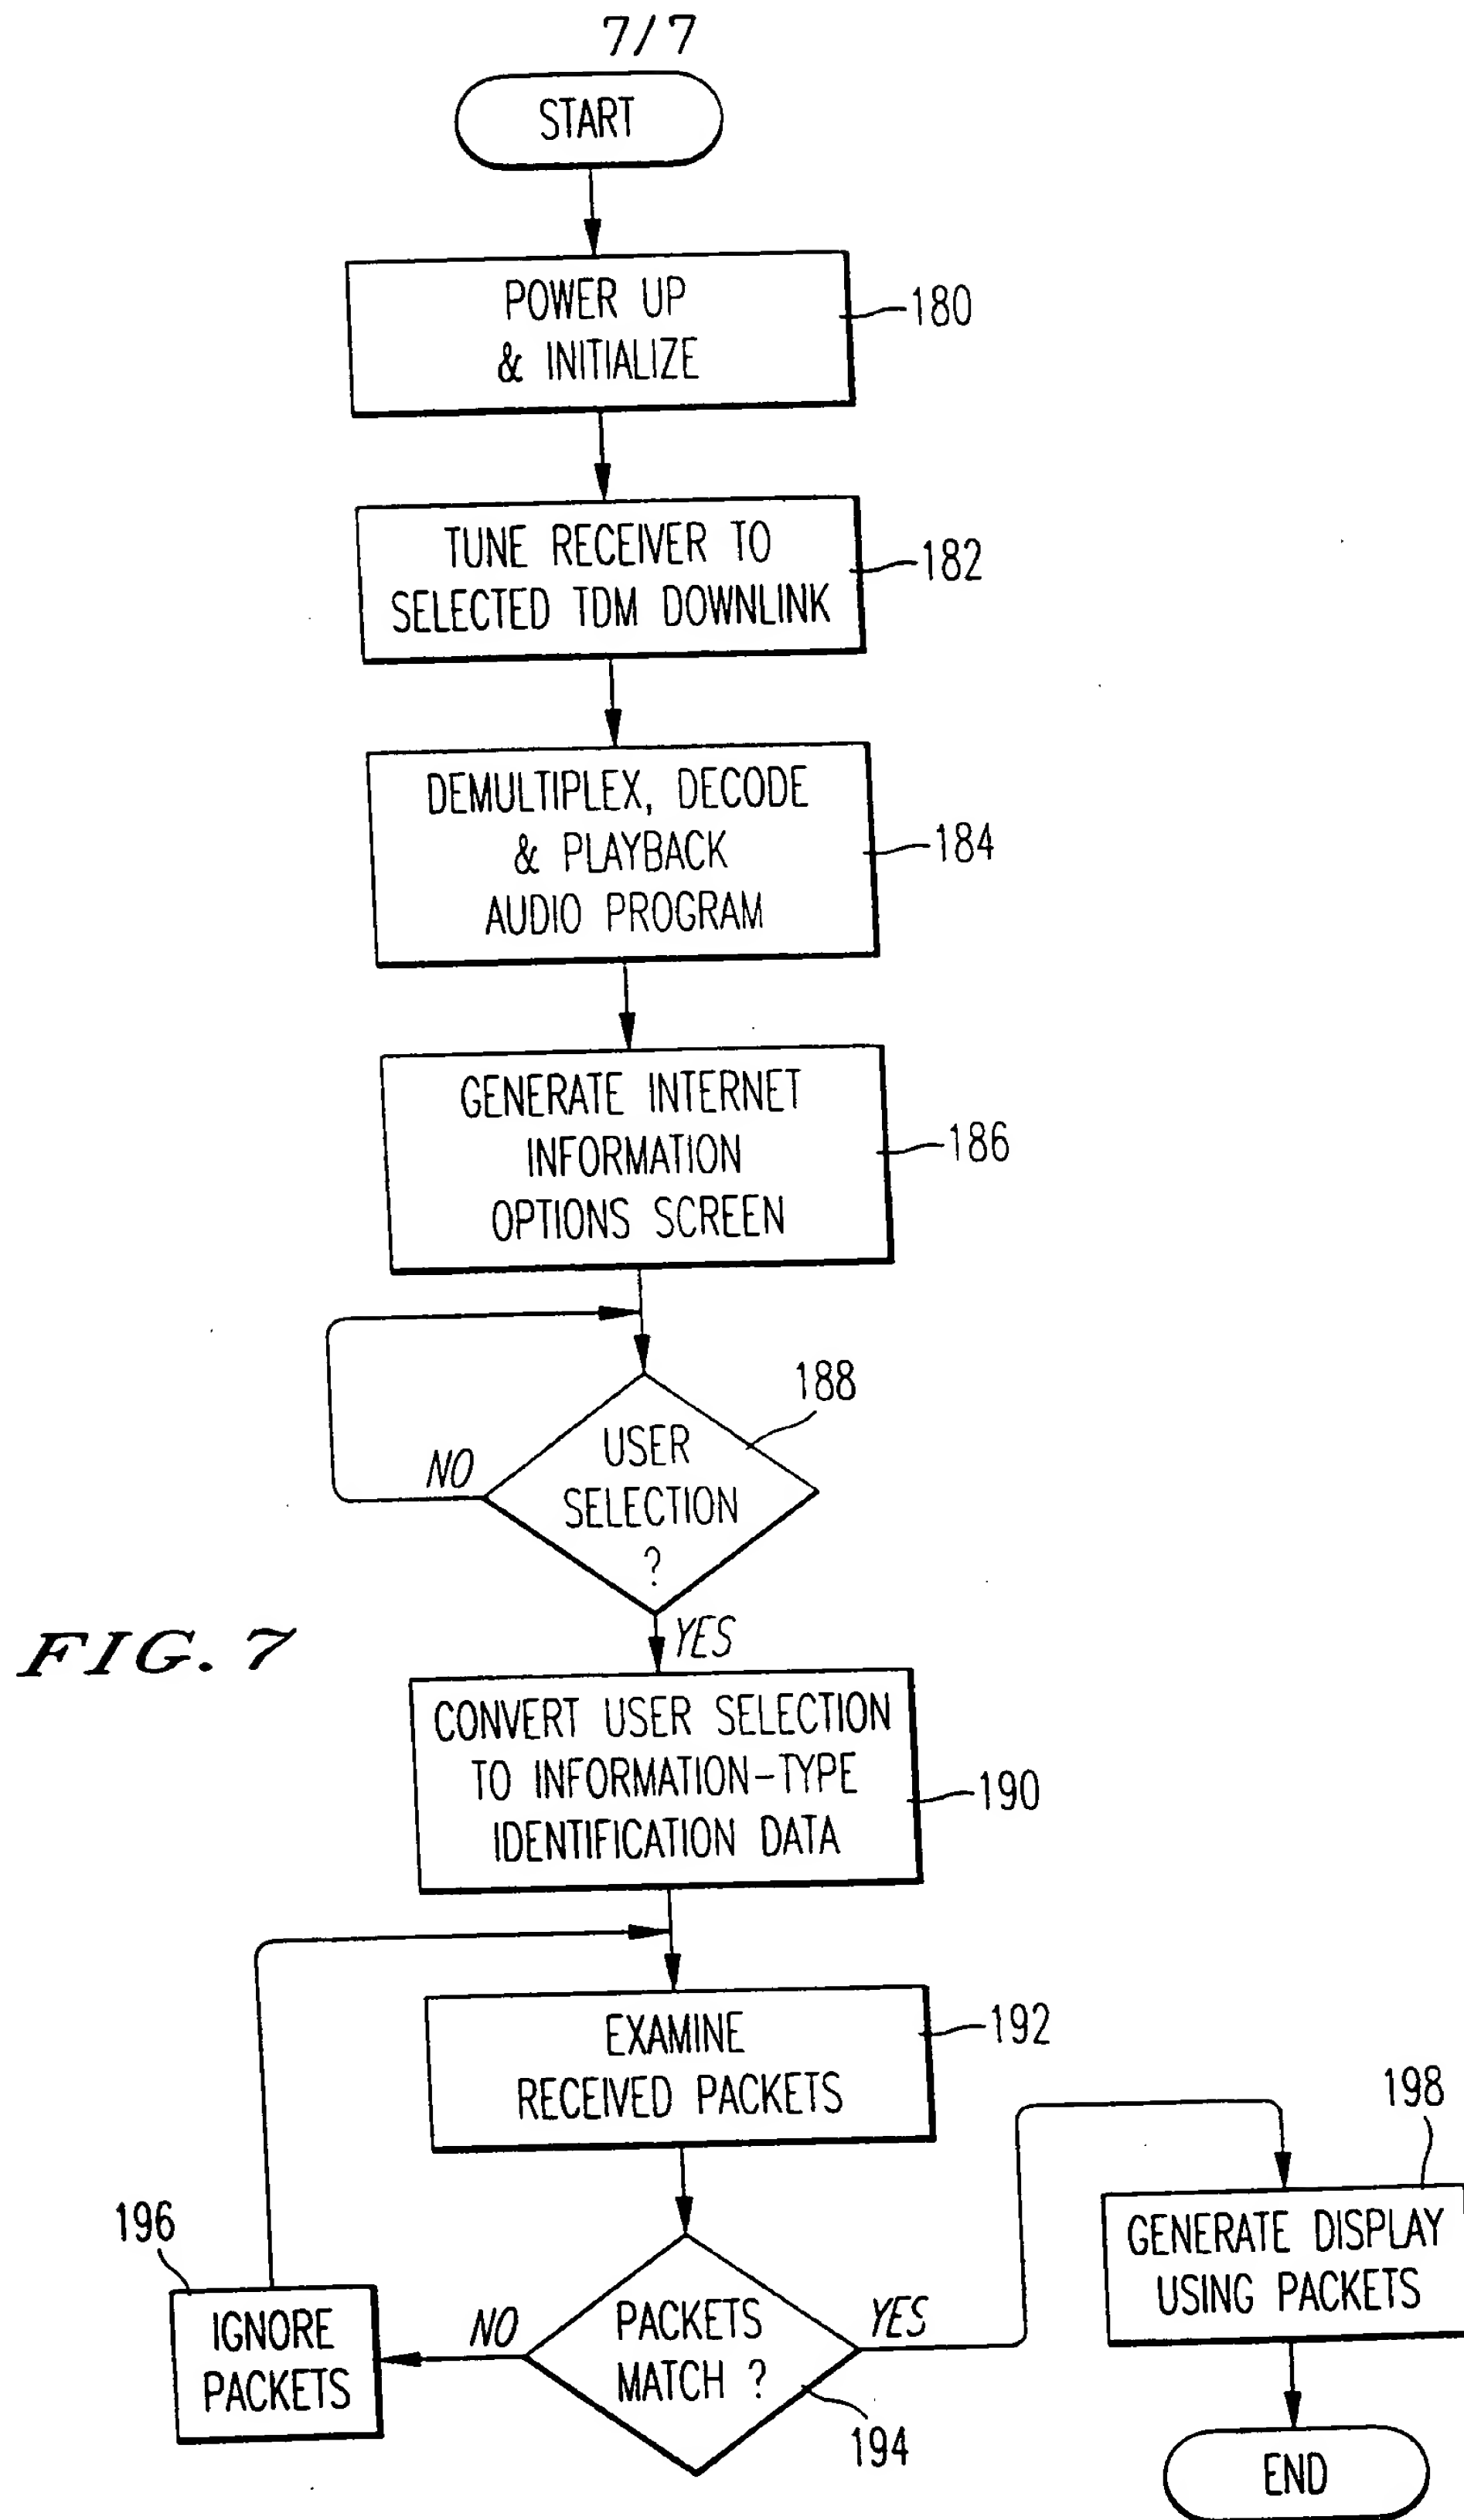 7/7
START
POWER UP
& INITIALIZE
180
TUNE RECEIVER TO
SELECTED TDM DOWNLINK
182
DEMULTIPLEX, DECODE
& PLAYBACK
AUDIO PROGRAM
184
GENERATE INTERNET
INFORMATION
OPTIONS SCREEN
186
188
USER
SELECTION
?
NO
YES
FIG. 7
CONVERT USER SELECTION
TO INFORMATION-TYPE
IDENTIFICATION DATA
190
EXAMINE
RECEIVED PACKETS
192
198
196
IGNORE
PACKETS
NO
PACKETS
MATCH ?
YES
194
GENERATE DISPLAY
USING PACKETS
END